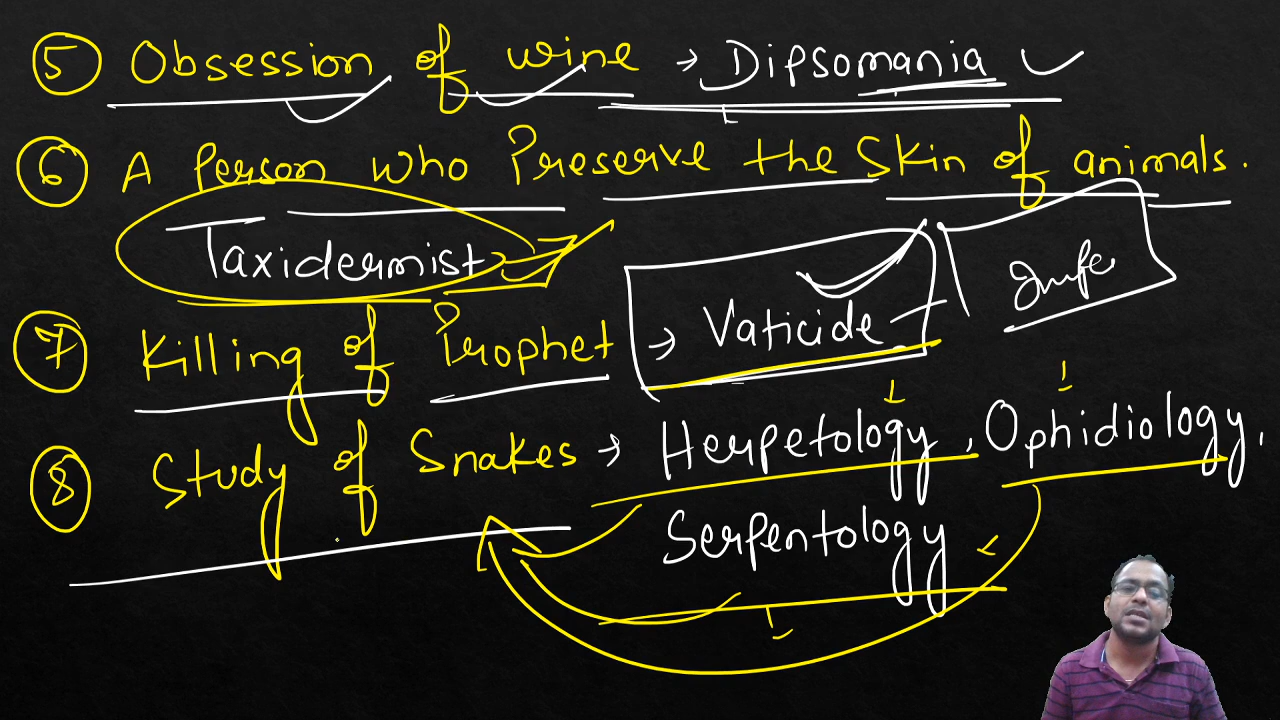 5 Obsession of wine → Dipsomania
6 A Person who Preserve the Skin of animals.
Taxidermist
7 Killing of Prophet → Vaticide
8 Study of Snakes → Herpetology, Ophidiology,
Serpentology